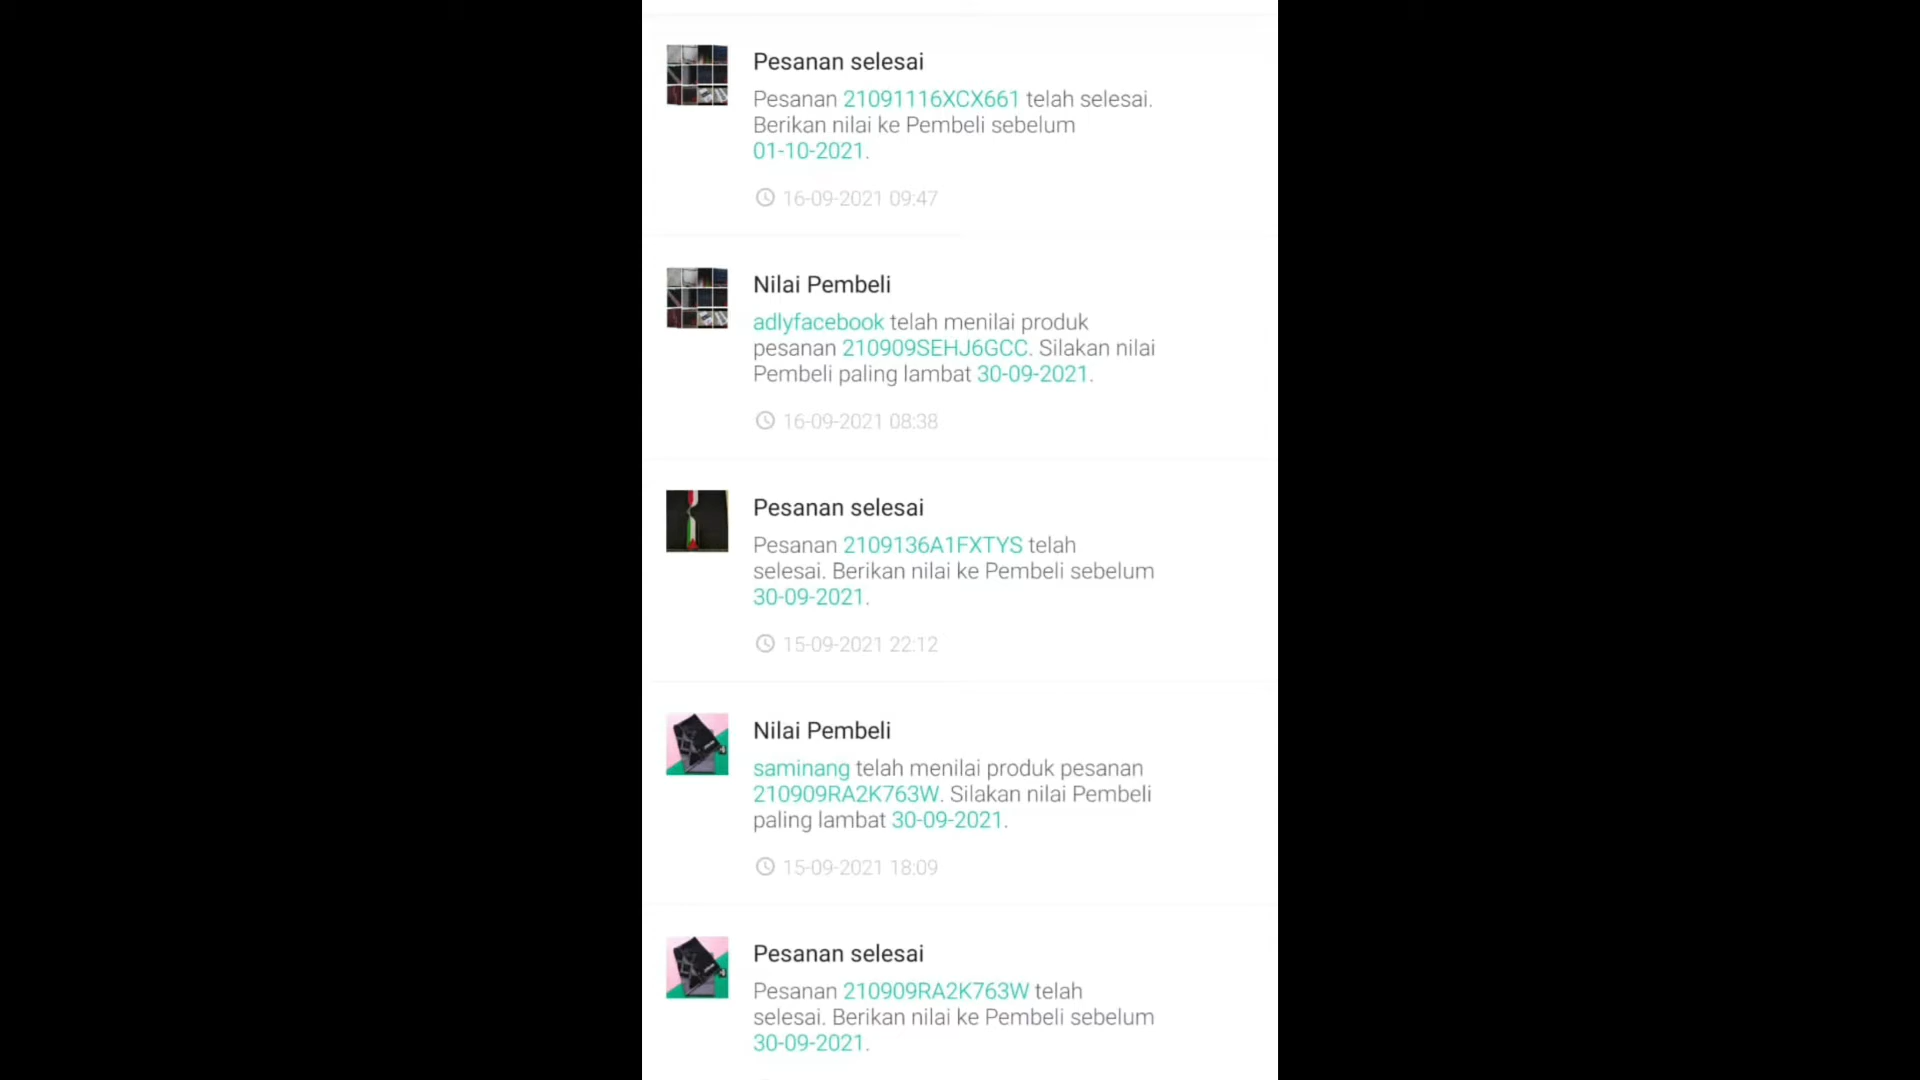 Pesanan selesai
Pesanan 21091116XCX661 telah selesai.
Berikan nilai ke Pembeli sebelum
01-10-2021.
16-09-2021 09:47
Nilai Pembeli
adlyfacebook telah menilai produk
pesanan 210909SEHJ6GCC. Silakan nilai
Pembeli paling lambat 30-09-2021.
16-09-2021 08:38
Pesanan selesai
Pesanan 2109136A1FXTYS telah
selesai. Berikan nilai ke Pembeli sebelum
30-09-2021.
15-09-2021 22:12
Nilai Pembeli
saminang telah menilai produk pesanan
210909RA2K763W. Silakan nilai Pembeli
paling lambat 30-09-2021.
15-09-2021 18:09
Pesanan selesai
Pesanan 210909RA2K763W telah
selesai. Berikan nilai ke Pembeli sebelum
30-09-2021.